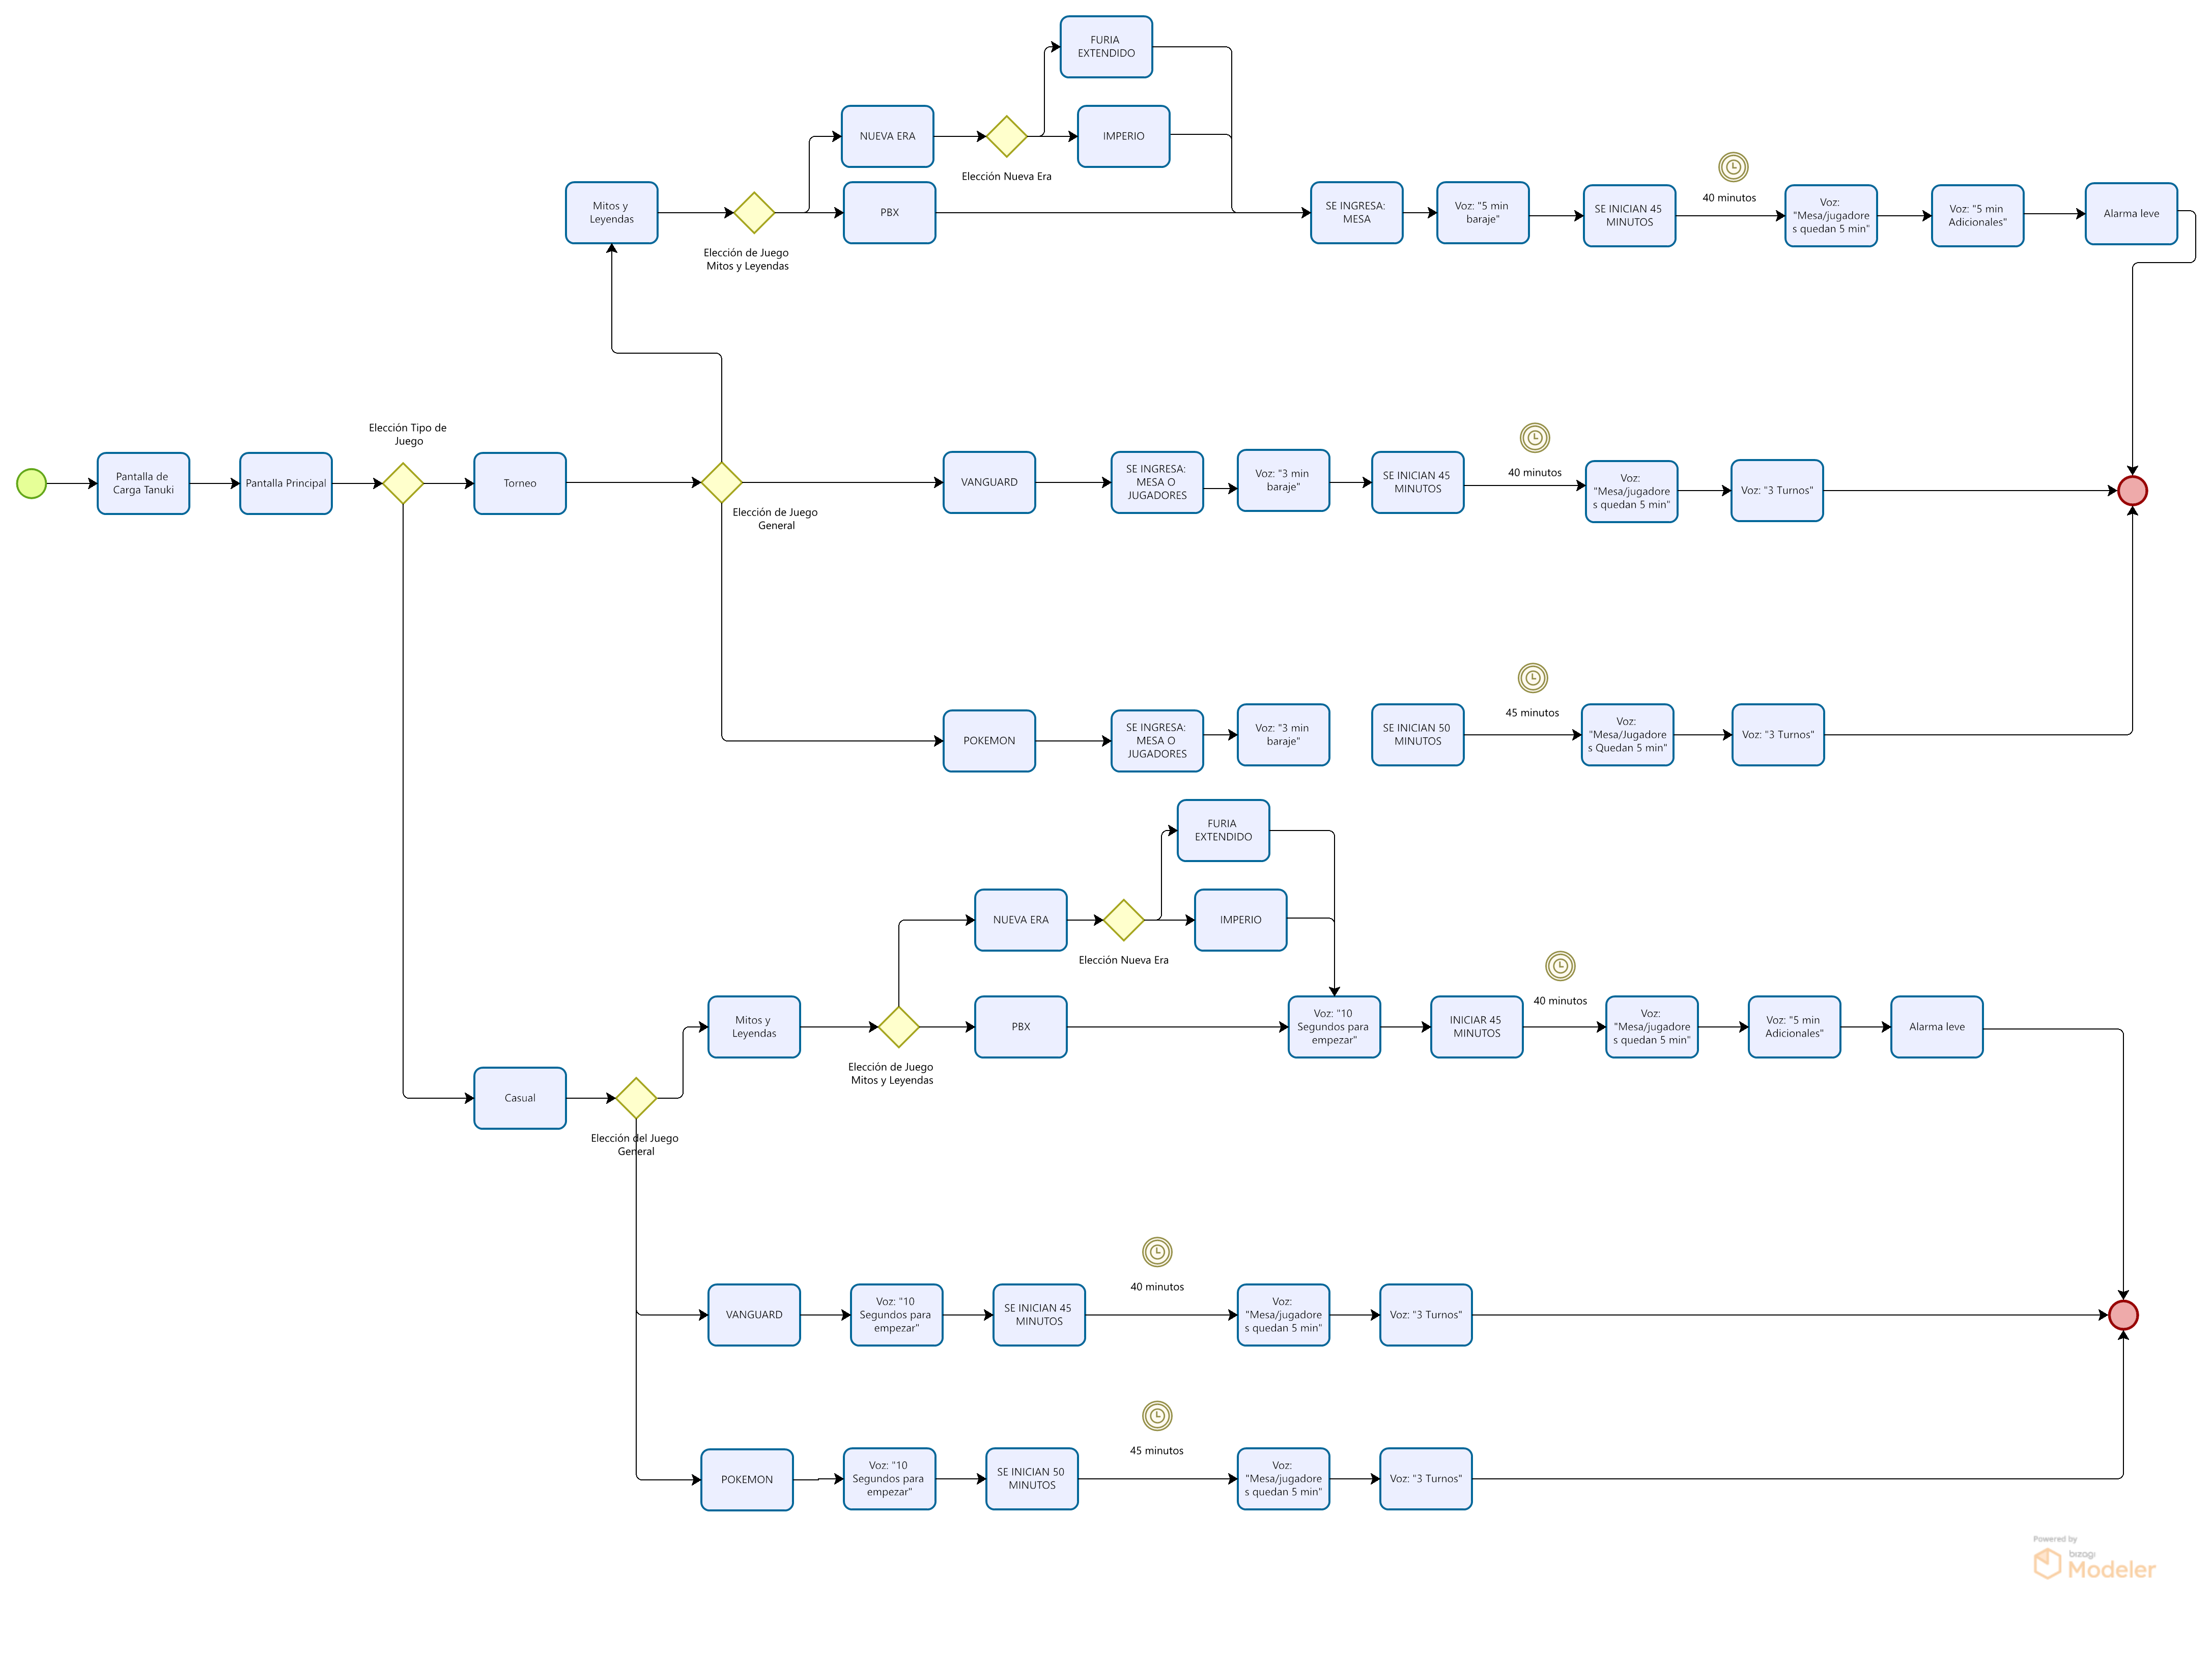 FURIA
EXTENDIDO
NUEVA ERA
IMPERIO
Elección Nueva Era
Mitos y
Leyendas
PBX
Elección de Juego
Mitos y Leyendas
SE INGRESA:
MESA
Voz: "5 min
baraje"
SE INICIAN 45
MINUTOS
40 minutos
Voz:
"Mesa/jugadore
s quedan 5 min"
Voz: "5 min
Adicionales"
Alarma leve
Pantalla de
Carga Tanuki
Pantalla Principal
Elección Tipo de
Juego
Torneo
Elección de Juego
General
VANGUARD
SE INGRESA:
MESA O
JUGADORES
Voz: "3 min
baraje"
SE INICIAN 45
MINUTOS
40 minutos
Voz:
"Mesa/jugadore
s quedan 5 min"
Voz: "3 Turnos"
POKEMON
SE INGRESA:
MESA O
JUGADORES
Voz: "3 min
baraje"
SE INICIAN 50
MINUTOS
45 minutos
Voz:
"Mesa/Jugadore
s Quedan 5 min"
Voz: "3 Turnos"
FURIA
EXTENDIDO
NUEVA ERA
IMPERIO
Elección Nueva Era
Mitos y
Leyendas
PBX
Elección de Juego
Mitos y Leyendas
Voz: "10
Segundos para
empezar"
INICIAR 45
MINUTOS
40 minutos
Voz:
"Mesa/jugadore
s quedan 5 min"
Voz: "5 min
Adicionales"
Alarma leve
Casual
Elección del Juego
General
VANGUARD
Voz: "10
Segundos para
empezar"
SE INICIAN 45
MINUTOS
40 minutos
Voz:
"Mesa/jugadore
s quedan 5 min"
Voz: "3 Turnos"
POKEMON
Voz: "10
Segundos para
empezar"
SE INICIAN 50
MINUTOS
45 minutos
Voz:
"Mesa/jugadore
s quedan 5 min"
Voz: "3 Turnos"
Powered by
bizagi
Modeler